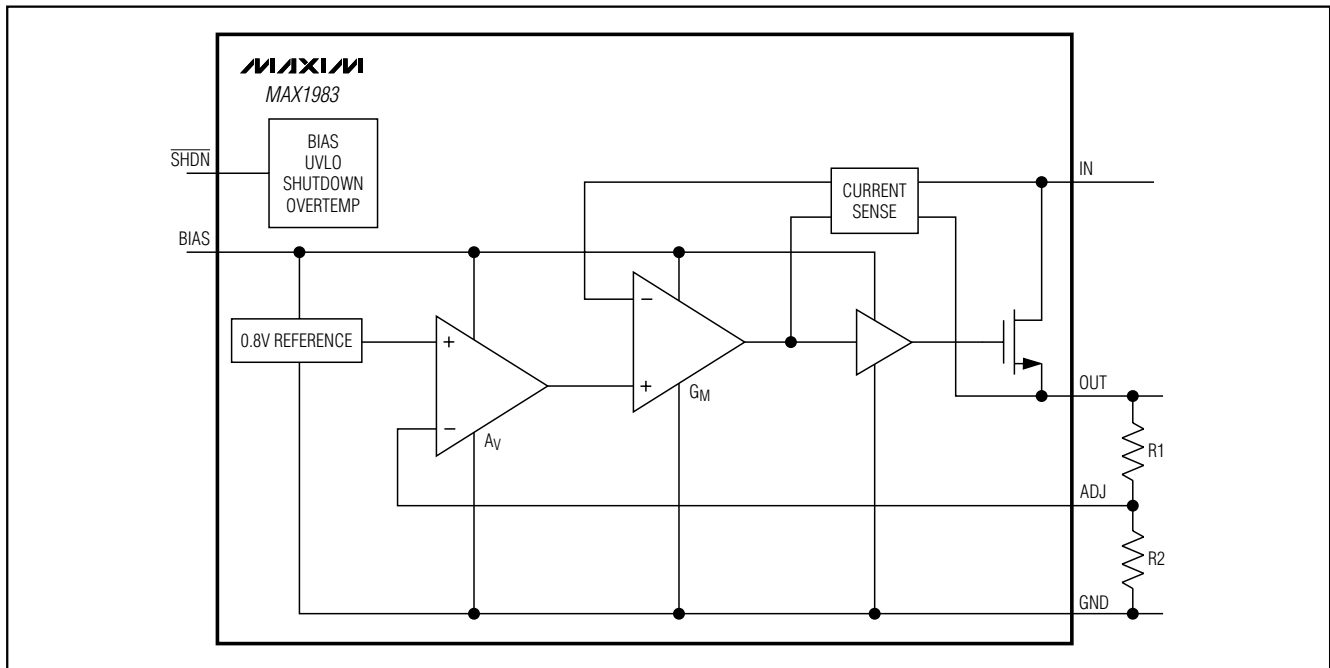 MAXIM
MAX1983
BIAS
UVLO
SHUTDOWN
OVERTEMP
SHDN
IN
CURRENT
SENSE
BIAS
−
0.8V REFERENCE
+
+
GM
OUT
−
AV
R1
ADJ
R2
GND